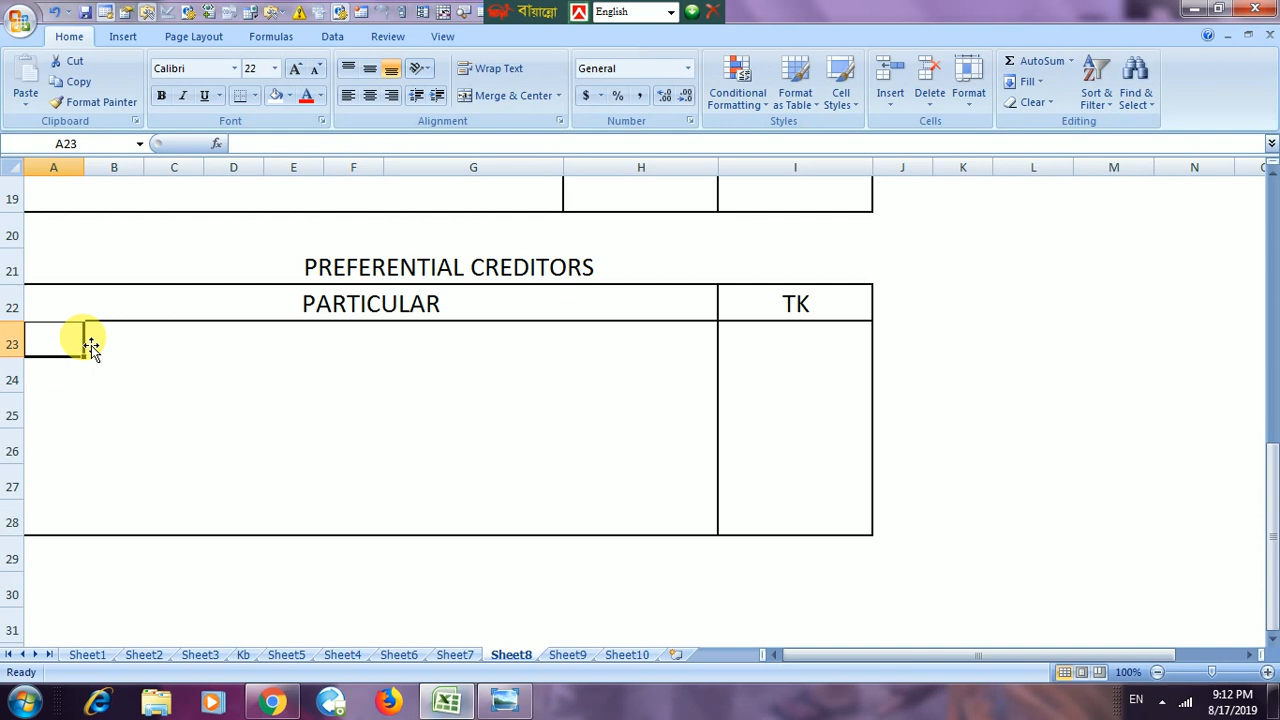 বায়ান্নো English
Home Insert Page Layout Formulas Data Review View
Paste Cut Copy Format Painter Clipboard
Calibri 22 B I U Font
Wrap Text Merge & Center Alignment
General $ % , Number
Conditional Formatting Format as Table Cell Styles Styles
Insert Delete Format Cells
Σ AutoSum Fill Clear Sort & Filter Find & Select Editing
A23 fx
A B C D E F G H I J K L M N
19
20
21 PREFERENTIAL CREDITORS
22 PARTICULAR TK
23
24
25
26
27
28
29
30
31
Sheet1 Sheet2 Sheet3 Kb Sheet5 Sheet4 Sheet6 Sheet7 Sheet8 Sheet9 Sheet10
Ready 100%
EN 9:12 PM
8/17/2019